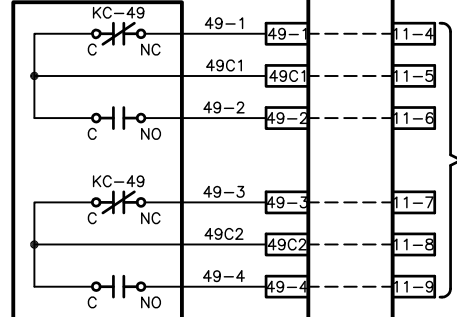 KC-49
C NC 49-1 49-1 11-4
49C1 49C1 11-5
C NO 49-2 49-2 11-6
KC-49
C NC 49-3 49-3 11-7
49C2 49C2 11-8
C NO 49-4 49-4 11-9